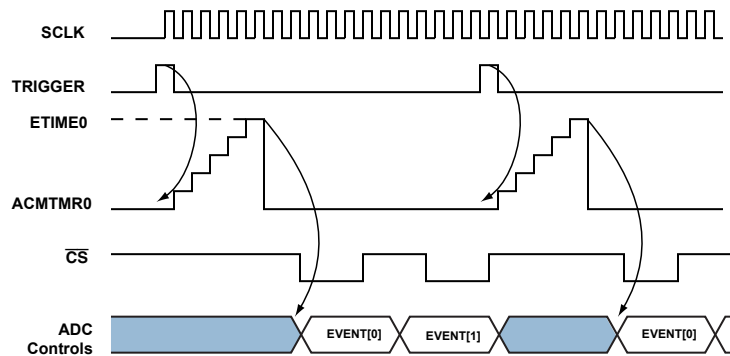 SCLK
TRIGGER
ETIME0
ACMTMR0
CS
ADC
Controls
EVENT[0]
EVENT[1]
EVENT[0]